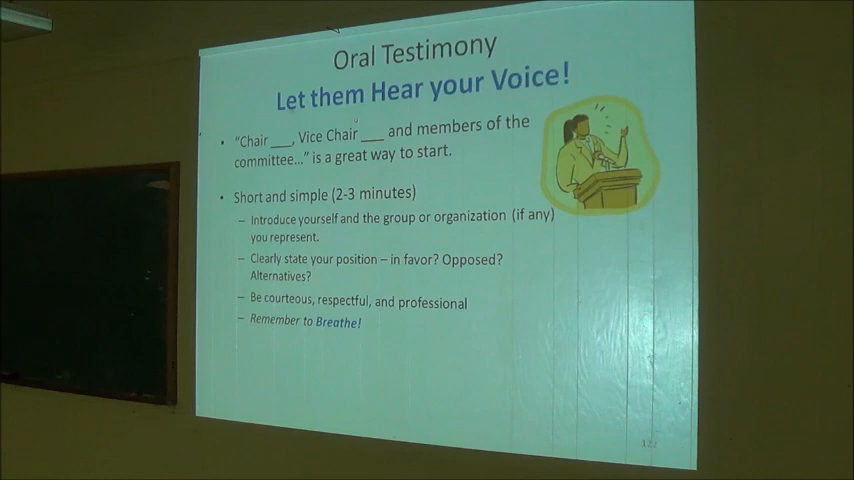 Oral Testimony
Let them Hear your Voice!
• “Chair ___, Vice Chair ___ and members of the
committee...” is a great way to start.
• Short and simple (2-3 minutes)
– Introduce yourself and the group or organization (if any)
you represent.
– Clearly state your position – in favor? Opposed?
Alternatives?
– Be courteous, respectful, and professional
– Remember to Breathe!
122